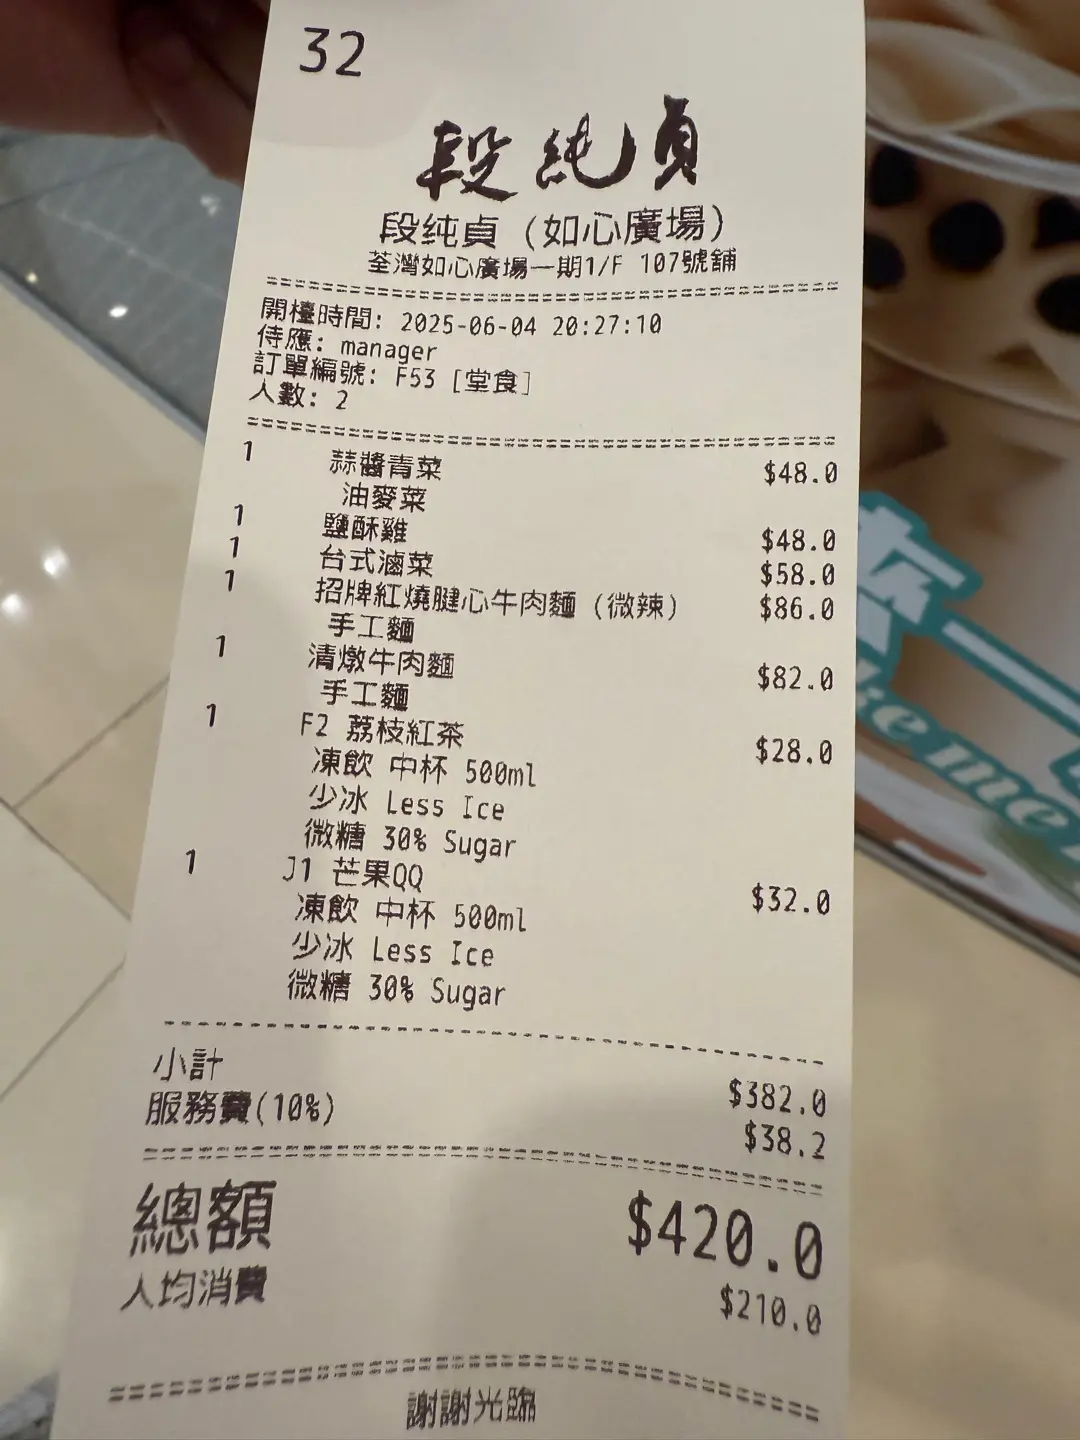 32
段純貞
段纯貞（如心廣場）
荃灣如心廣場一期1/F 107號舖
開檯時間: 2025-06-04 20:27:10
侍應: manager
訂單編號: F53 [堂食]
人數: 2
1 蒜醬青菜 $48.0
油麥菜
1 鹽酥雞 $48.0
1 台式滷菜 $58.0
1 招牌紅燒腱心牛肉麵（微辣） $86.0
手工麵
1 清燉牛肉麵 $82.0
手工麵
1 F2 荔枝紅茶 $28.0
凍飲 中杯 500ml
少冰 Less Ice
微糖 30% Sugar
1 J1 芒果QQ $32.0
凍飲 中杯 500ml
少冰 Less Ice
微糖 30% Sugar
小計 $382.0
服務費(10%) $38.2
總額 $420.0
人均消費 $210.0
謝謝光臨
me